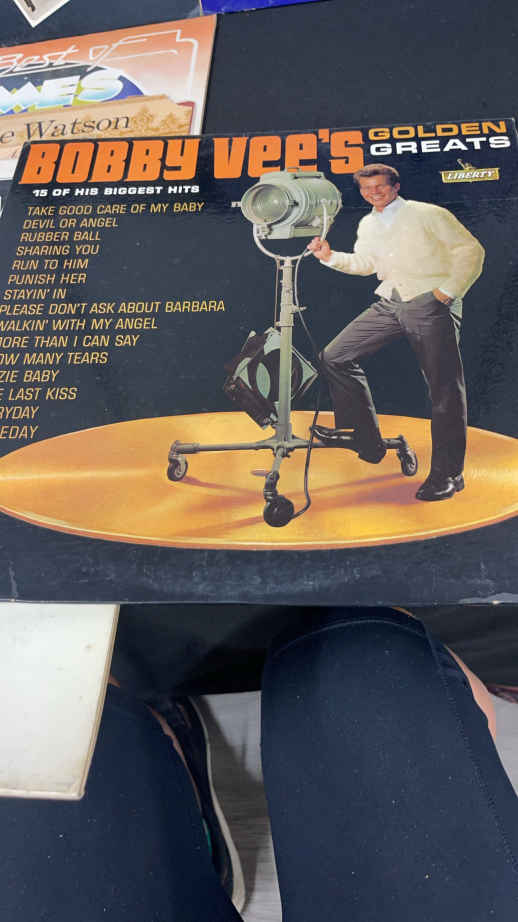 Best of
MES
e Watson
BOBBY Vee's GOLDEN GREATS
15 OF HIS BIGGEST HITS
LIBERTY
TAKE GOOD CARE OF MY BABY
DEVIL OR ANGEL
RUBBER BALL
SHARING YOU
RUN TO HIM
PUNISH HER
STAYIN' IN
PLEASE DON'T ASK ABOUT BARBARA
WALKIN' WITH MY ANGEL
MORE THAN I CAN SAY
OW MANY TEARS
ZIE BABY
E LAST KISS
RYDAY
EDAY